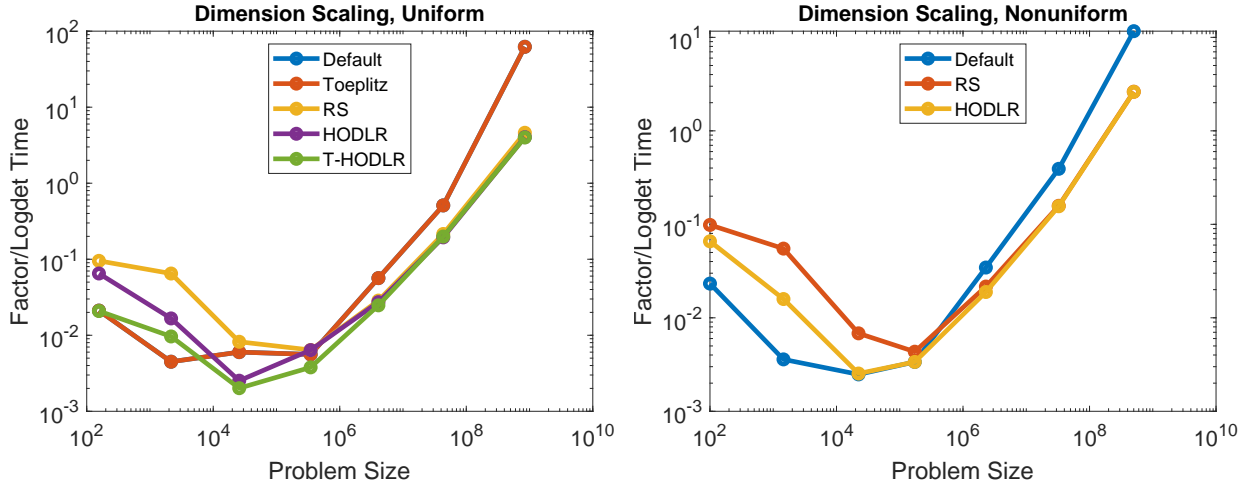 Dimension Scaling, Uniform
Factor/Logdet Time
10^2
10^1
10^0
10^-1
10^-2
10^-3
Default
Toeplitz
RS
HODLR
T-HODLR
10^2 10^4 10^6 10^8 10^10
Problem Size
Dimension Scaling, Nonuniform
Factor/Logdet Time
10^1
10^0
10^-1
10^-2
10^-3
Default
RS
HODLR
10^2 10^4 10^6 10^8 10^10
Problem Size